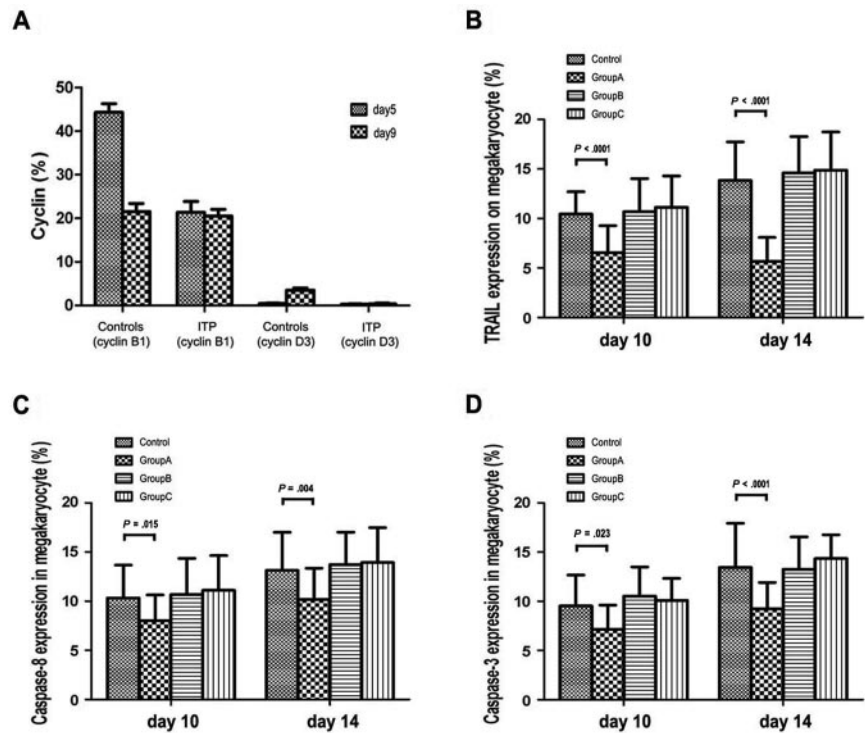 A
Cyclin (%)
50
40
30
20
10
0
day5
day9
Controls
(cyclin B1)
ITP
(cyclin B1)
Controls
(cyclin D3)
ITP
(cyclin D3)
B
Control
GroupA
GroupB
GroupC
TRAIL expression on megakaryocyte (%)
20
15
10
5
0
P < .0001
P < .0001
day 10
day 14
C
Control
GroupA
GroupB
GroupC
Caspase-8 expression in megakaryocyte (%)
20
15
10
5
0
P = .015
P = .004
day 10
day 14
D
Control
GroupA
GroupB
GroupC
Caspase-3 expression in megakaryocyte (%)
20
15
10
5
0
P = .023
P < .0001
day 10
day 14